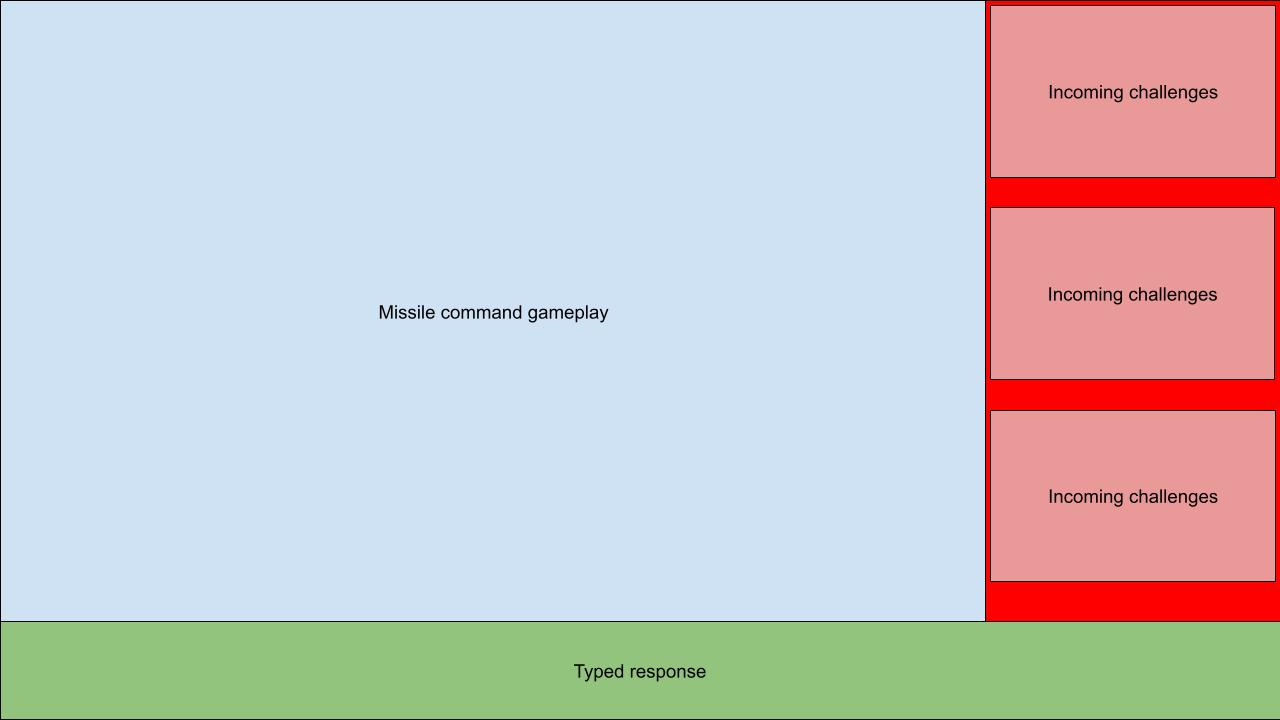 Incoming challenges
Incoming challenges
Missile command gameplay
Incoming challenges
Typed response